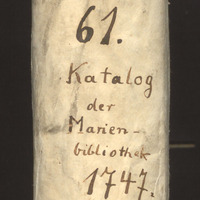 61.
Katalog
der
Marien-
bibliothek
1747.